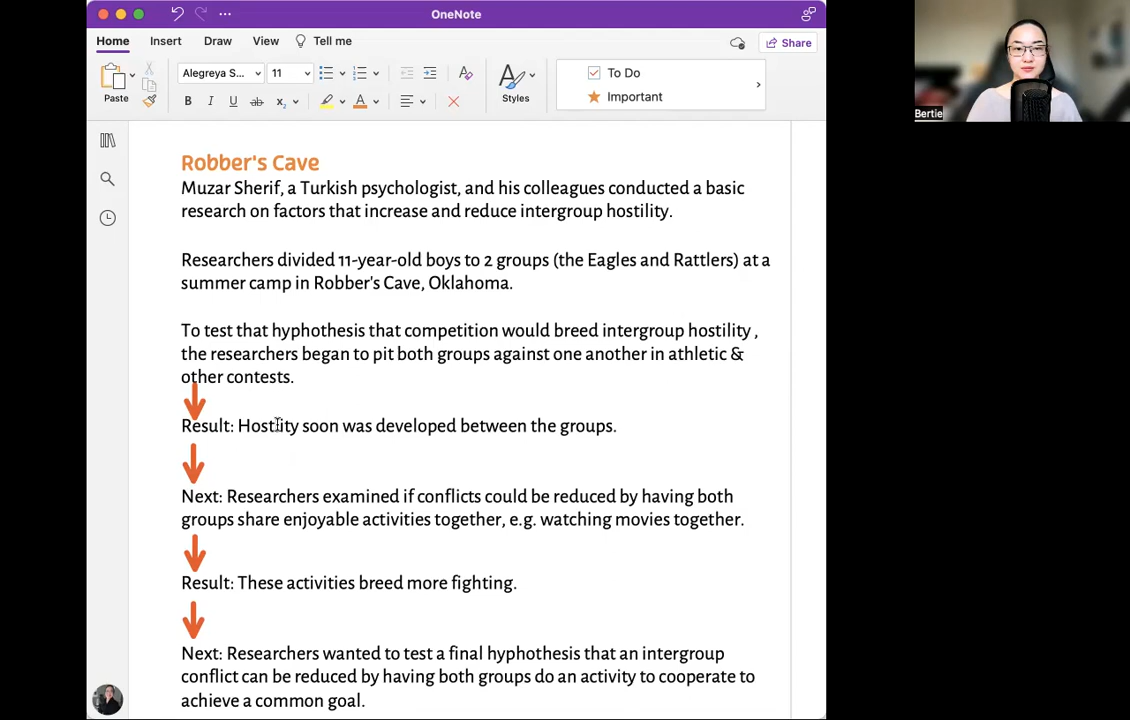 OneNote
Home Insert Draw View Tell me
Share
Paste
Alegreya S... 11
Styles
To Do
Important
Bertie
Robber's Cave
Muzar Sherif, a Turkish psychologist, and his colleagues conducted a basic
research on factors that increase and reduce intergroup hostility.
Researchers divided 11-year-old boys to 2 groups (the Eagles and Rattlers) at a
summer camp in Robber's Cave, Oklahoma.
To test that hyphothesis that competition would breed intergroup hostility ,
the researchers began to pit both groups against one another in athletic &
other contests.
Result: Hostility soon was developed between the groups.
Next: Researchers examined if conflicts could be reduced by having both
groups share enjoyable activities together, e.g. watching movies together.
Result: These activities breed more fighting.
Next: Researchers wanted to test a final hyphothesis that an intergroup
conflict can be reduced by having both groups do an activity to cooperate to
achieve a common goal.